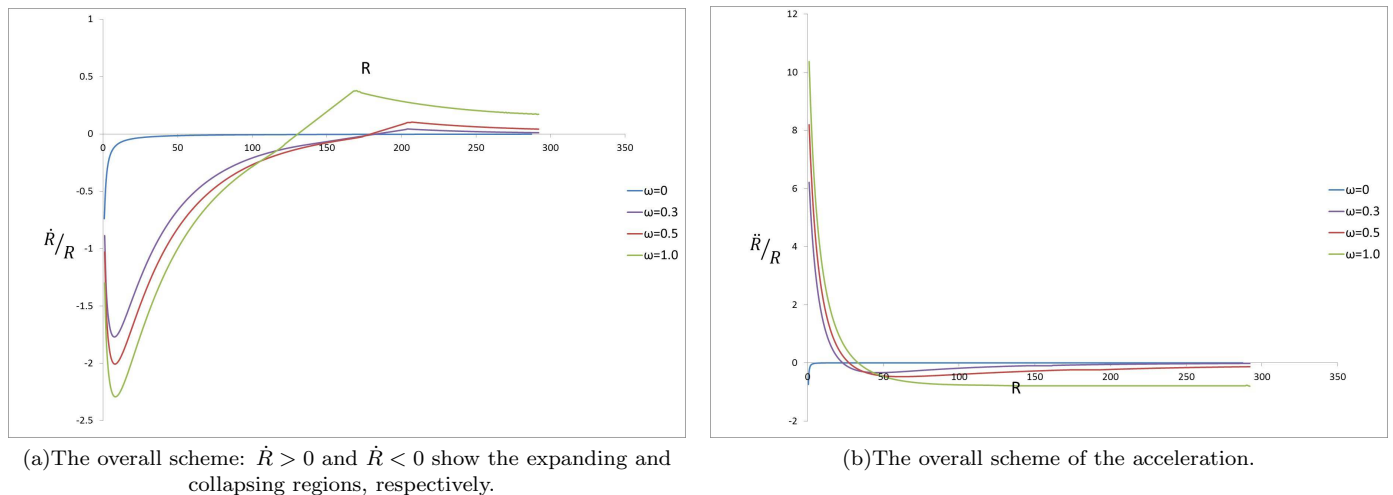 1
0.5
0
-0.5
-1
-1.5
-2
-2.5
0 50 100 150 200 250 300 350
R
Ṙ/R
ω=0
ω=0.3
ω=0.5
ω=1.0
(a)The overall scheme: Ṙ > 0 and Ṙ < 0 show the expanding and
collapsing regions, respectively.
12
10
8
6
4
2
0
-2
0 50 100 150 200 250 300 350
R
R̈/R
ω=0
ω=0.3
ω=0.5
ω=1.0
(b)The overall scheme of the acceleration.